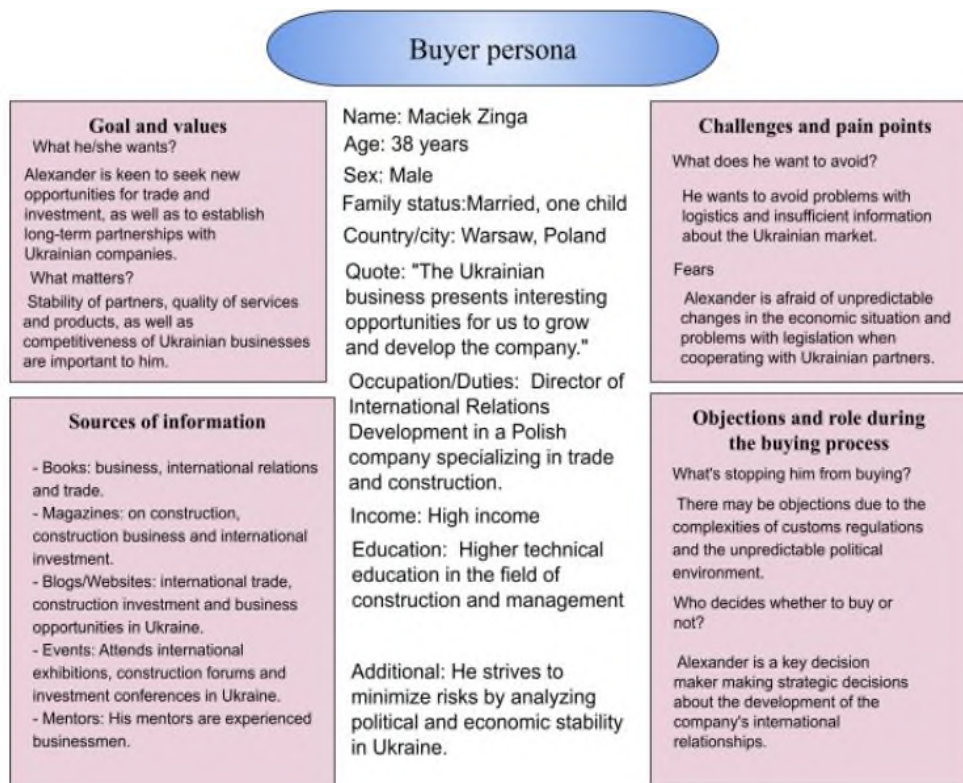 Buyer persona
Goal and values
What he/she wants?
Alexander is keen to seek new
opportunities for trade and
investment, as well as to establish
long-term partnerships with
Ukrainian companies.
What matters?
Stability of partners, quality of services
and products, as well as
competitiveness of Ukrainian businesses
are important to him.
Sources of information
- Books: business, international relations
and trade.
- Magazines: on construction,
construction business and international
investment.
- Blogs/Websites: international trade,
construction investment and business
opportunities in Ukraine.
- Events: Attends international
exhibitions, construction forums and
investment conferences in Ukraine.
- Mentors: His mentors are experienced
businessmen.
Name: Maciek Zinga
Age: 38 years
Sex: Male
Family status:Married, one child
Country/city: Warsaw, Poland
Quote: "The Ukrainian
business presents interesting
opportunities for us to grow
and develop the company."
Occupation/Duties: Director of
International Relations
Development in a Polish
company specializing in trade
and construction.
Income: High income
Education: Higher technical
education in the field of
construction and management
Additional: He strives to
minimize risks by analyzing
political and economic stability
in Ukraine.
Challenges and pain points
What does he want to avoid?
He wants to avoid problems with
logistics and insufficient information
about the Ukrainian market.
Fears
Alexander is afraid of unpredictable
changes in the economic situation and
problems with legislation when
cooperating with Ukrainian partners.
Objections and role during
the buying process
What's stopping him from buying?
There may be objections due to the
complexities of customs regulations
and the unpredictable political
environment.
Who decides whether to buy or
not?
Alexander is a key decision
maker making strategic decisions
about the development of the
company's international
relationships.